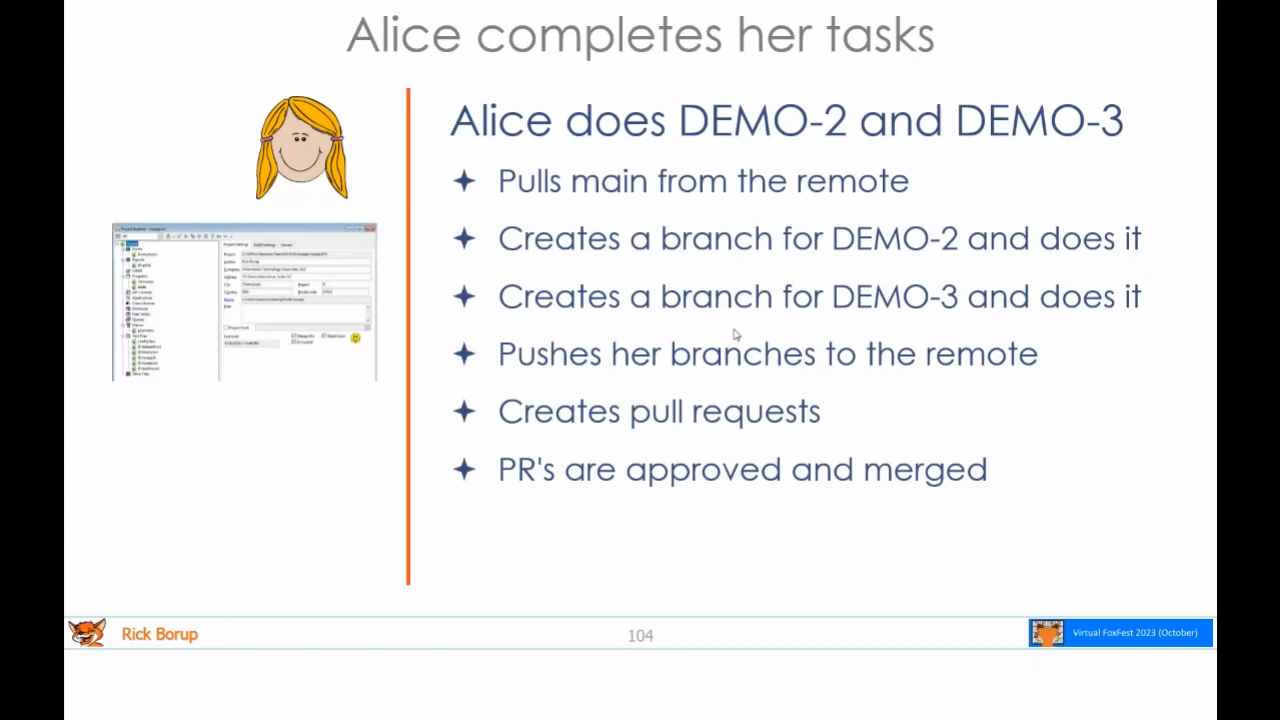 Alice completes her tasks
Alice does DEMO-2 and DEMO-3
Pulls main from the remote
Creates a branch for DEMO-2 and does it
Creates a branch for DEMO-3 and does it
Pushes her branches to the remote
Creates pull requests
PR's are approved and merged
Rick Borup
104
Virtual FoxFest 2023 (October)